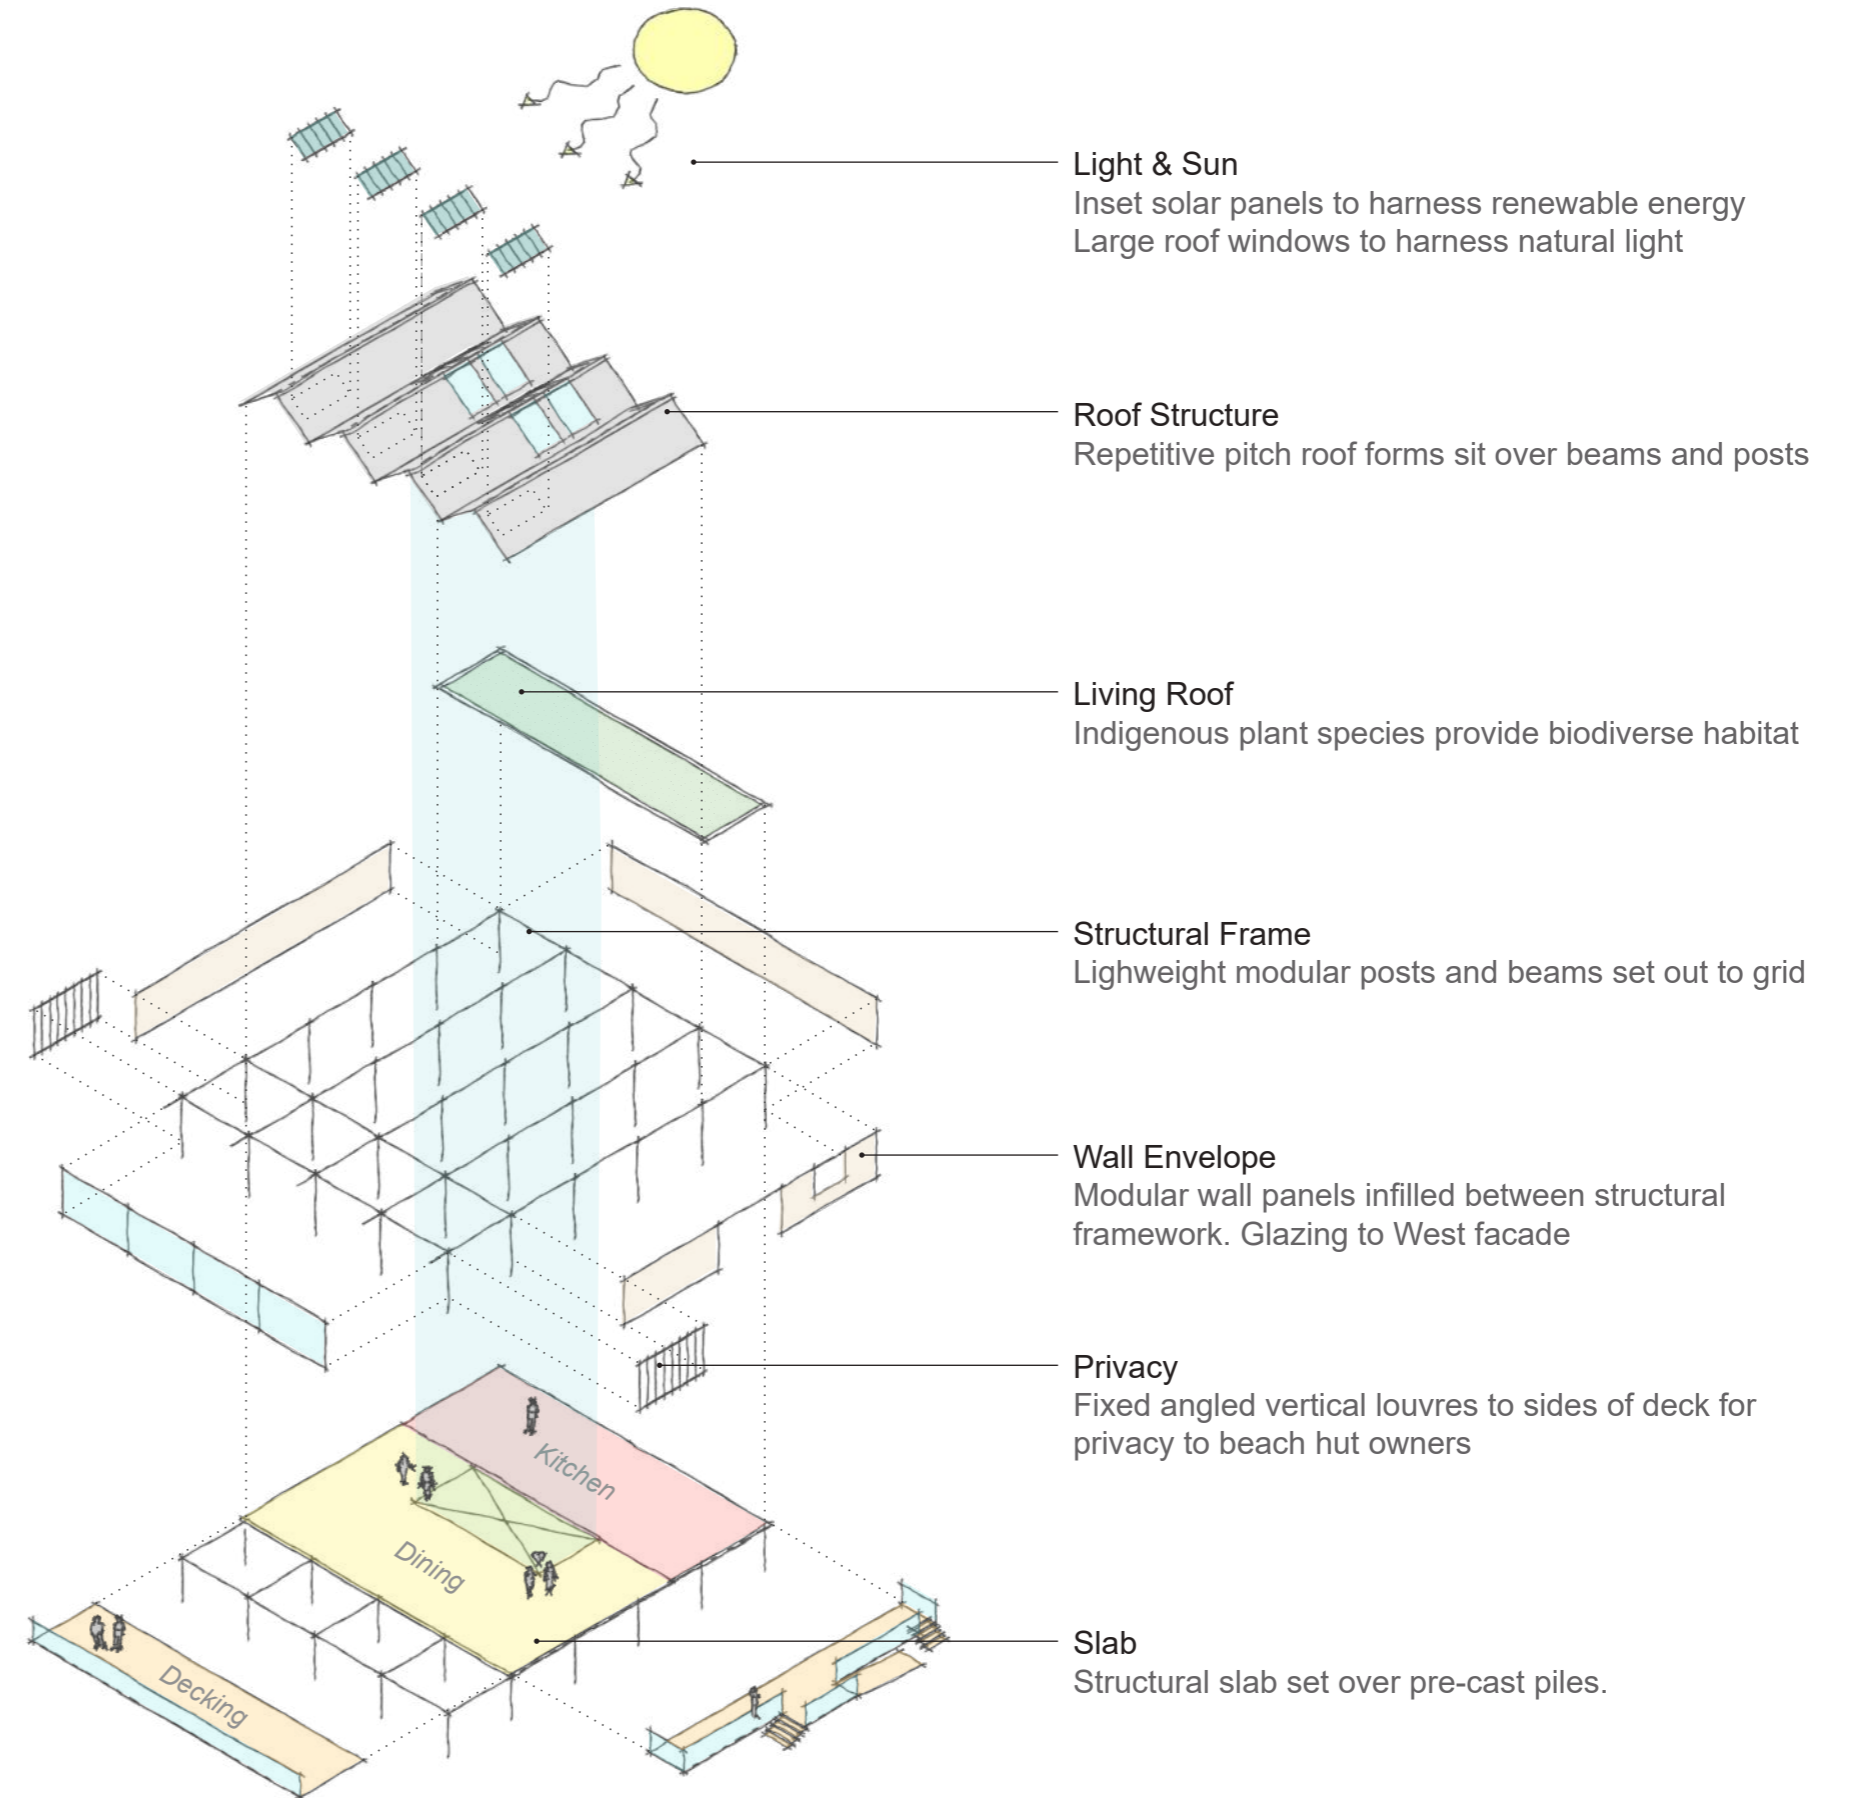 Light & Sun
Inset solar panels to harness renewable energy
Large roof windows to harness natural light
Roof Structure
Repetitive pitch roof forms sit over beams and posts
Living Roof
Indigenous plant species provide biodiverse habitat
Structural Frame
Lighweight modular posts and beams set out to grid
Wall Envelope
Modular wall panels infilled between structural
framework. Glazing to West facade
Privacy
Fixed angled vertical louvres to sides of deck for
privacy to beach hut owners
Kitchen
Dining
Slab
Structural slab set over pre-cast piles.
Decking